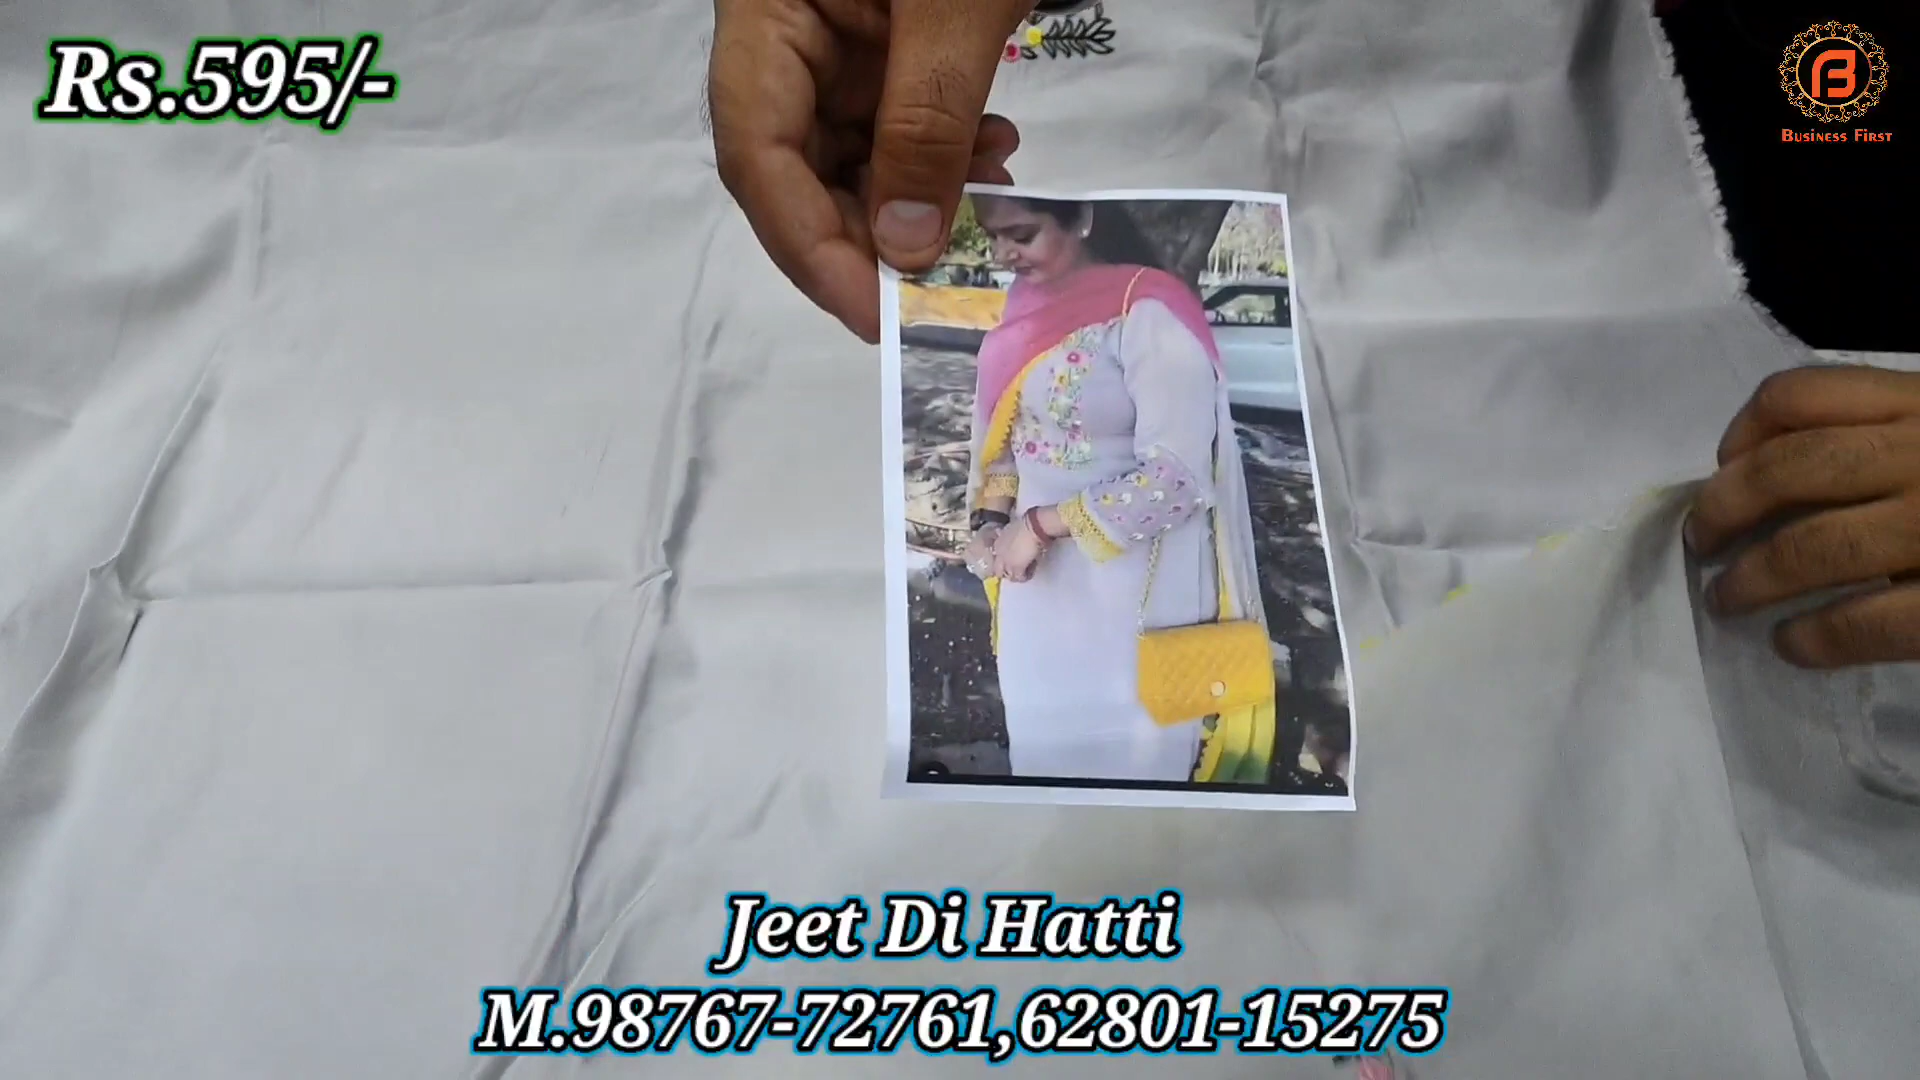 Rs.595/-
B
Business First
Jeet Di Hatti
M.98767-72761,62801-15275